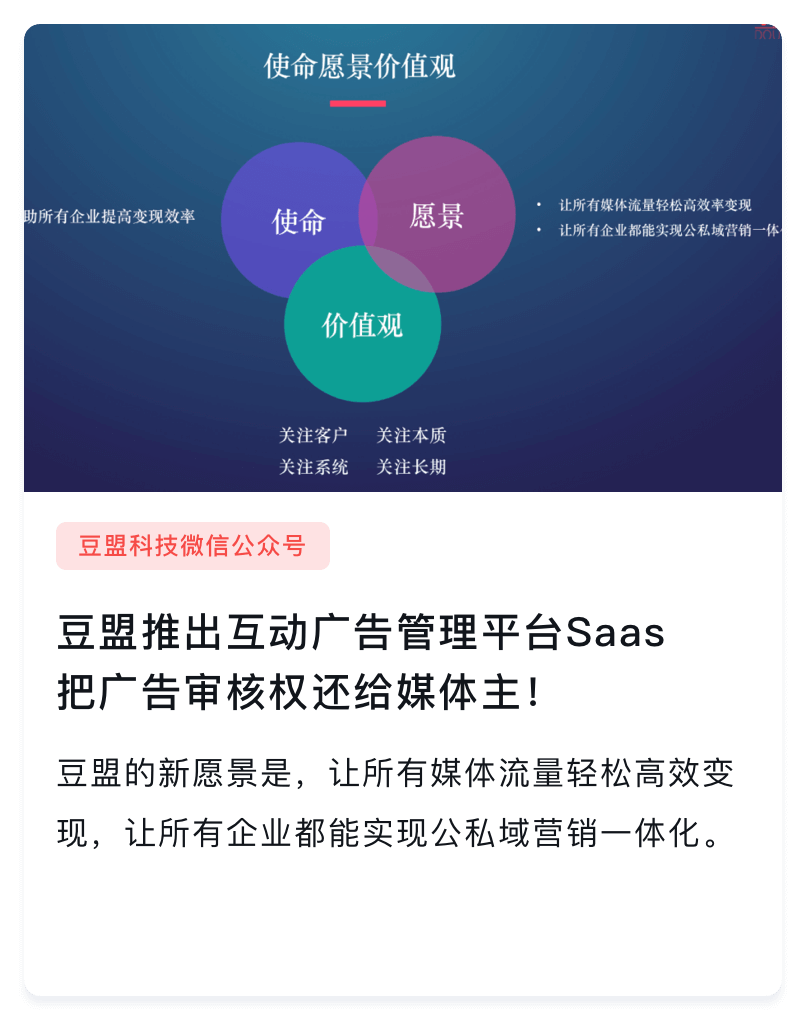 使命愿景价值观
助所有企业提高变现效率
使命
愿景
• 让所有媒体流量轻松高效率变现
• 让所有企业都能实现公私域营销一体
价值观
关注客户 关注本质
关注系统 关注长期
豆盟科技微信公众号
豆盟推出互动广告管理平台Saas
把广告审核权还给媒体主！
豆盟的新愿景是，让所有媒体流量轻松高效变
现，让所有企业都能实现公私域营销一体化。